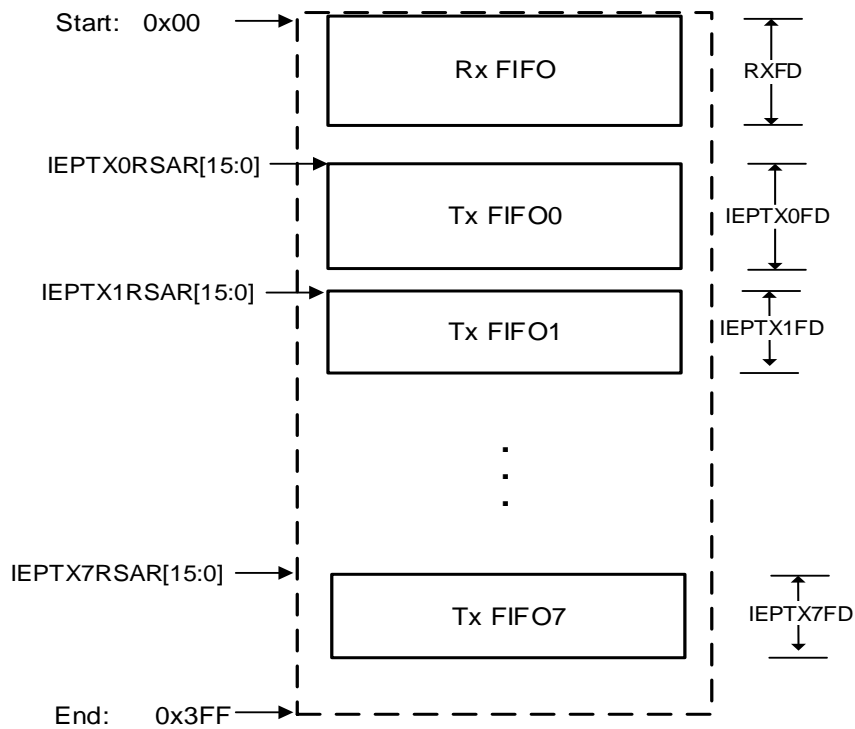 Start: 0x00
Rx FIFO
RXFD
IEPTX0RSAR[15:0]
Tx FIFO0
IEPTX0FD
IEPTX1RSAR[15:0]
Tx FIFO1
IEPTX1FD
IEPTX7RSAR[15:0]
Tx FIFO7
IEPTX7FD
End: 0x3FF